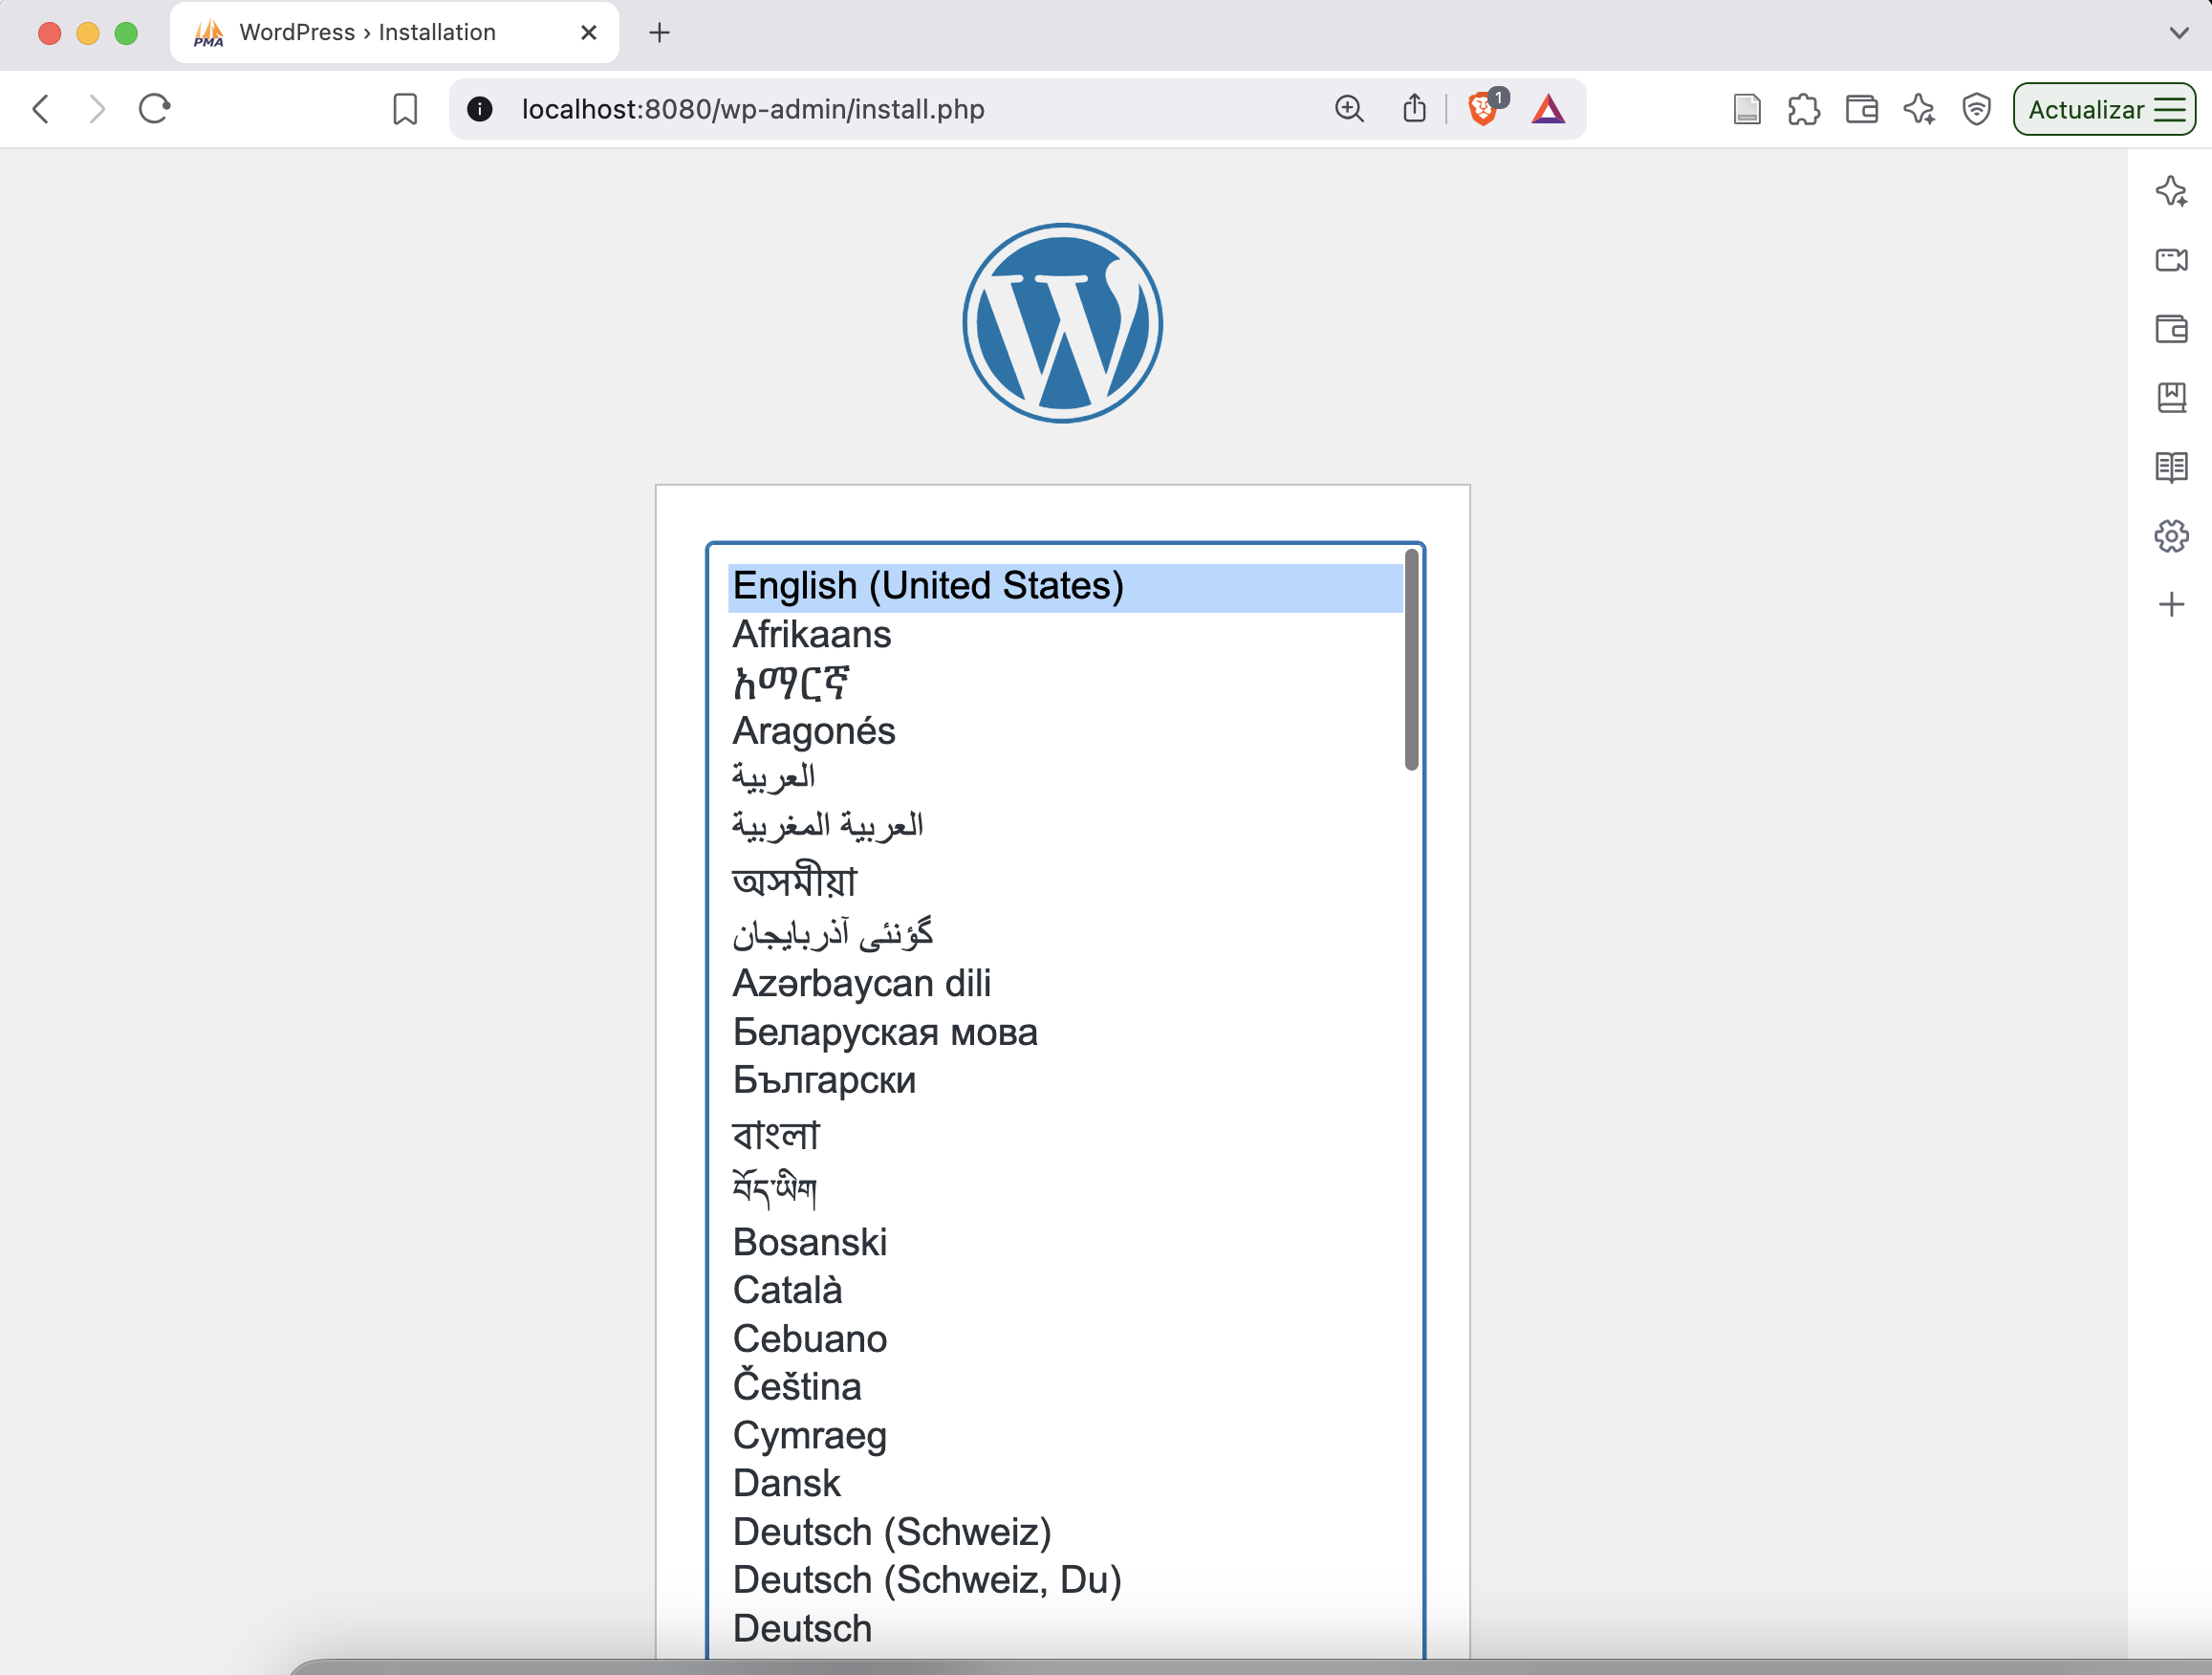 PMA
WordPress › Installation
localhost:8080/wp-admin/install.php
1
Actualizar
English (United States)
Afrikaans
አማርኛ
Aragonés
العربية
العربية المغربية
অসমীয়া
گؤنئی آذربایجان
Azərbaycan dili
Беларуская мова
Български
বাংলা
བོད་ཡིག
Bosanski
Català
Cebuano
Čeština
Cymraeg
Dansk
Deutsch (Schweiz)
Deutsch (Schweiz, Du)
Deutsch